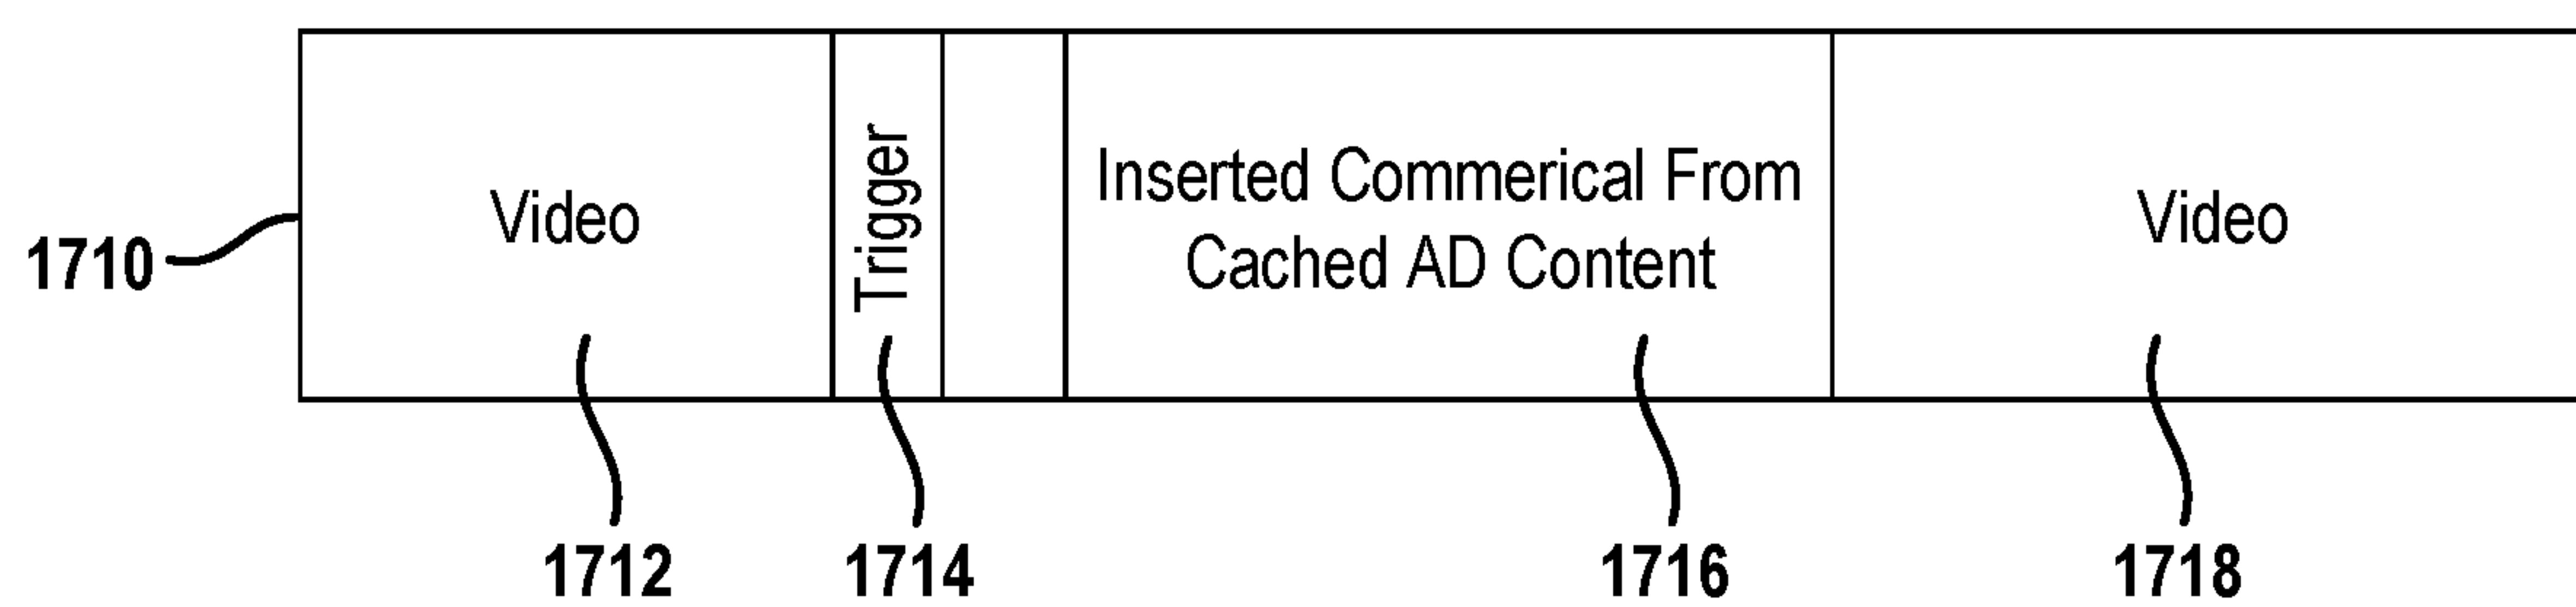 Video
Trigger
Inserted Commerical From
Cached AD Content
Video
1710
1712
1714
1716
1718